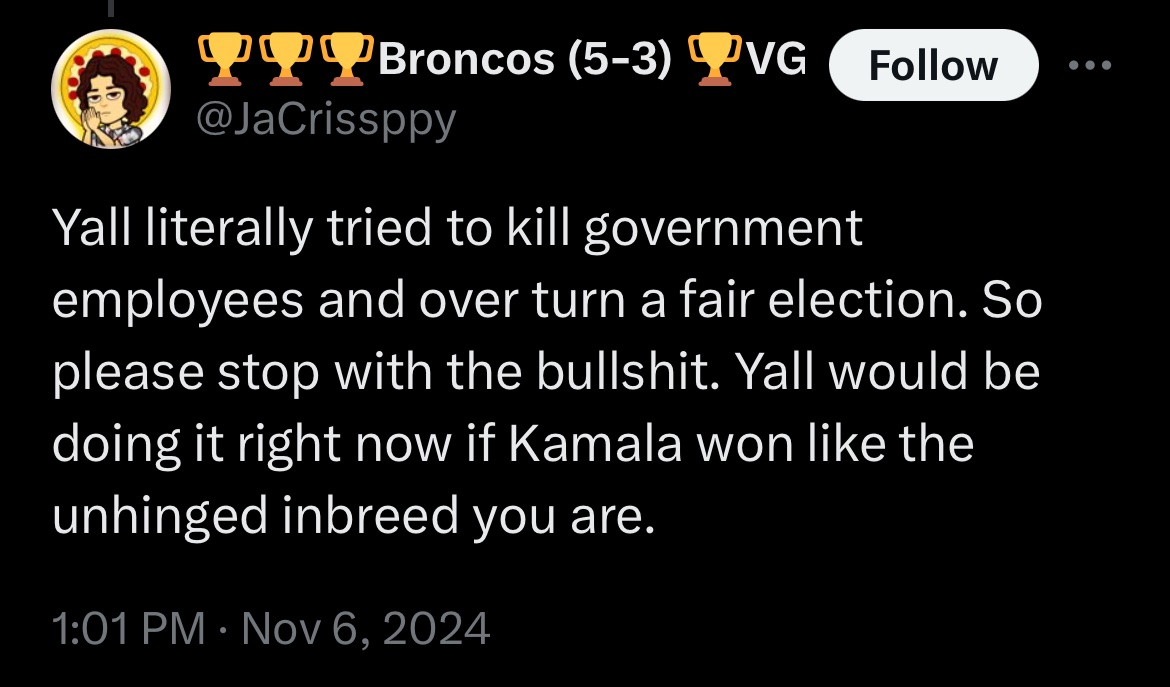 🏆🏆🏆Broncos (5-3) 🏆VG
Follow
@JaCrissppy
Yall literally tried to kill government
employees and over turn a fair election. So
please stop with the bullshit. Yall would be
doing it right now if Kamala won like the
unhinged inbreed you are.
1:01 PM · Nov 6, 2024